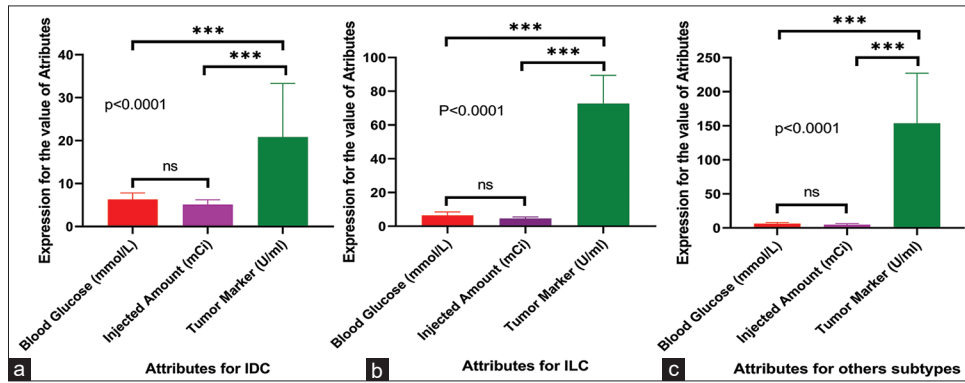 Expression for the value of Atributes
40
30
20
10
0
***
***
p<0.0001
ns
Blood Glucose (mmol/L)
Injected Amount (mCi)
Tumor Marker (U/ml)
a
Attributes for IDC
Expression for the value of Atributes
100
80
60
40
20
0
***
***
P<0.0001
ns
Blood Glucose (mmol/L)
Injected Amount (mCi)
Tumor Marker (U/ml)
b
Attributes for ILC
Expression for the value of Atributes
250
200
150
100
50
0
***
***
p<0.0001
ns
Blood Glucose (mmol/L)
Injected Amount (mCi)
Tumor Marker (U/ml)
c
Attributes for others subtypes